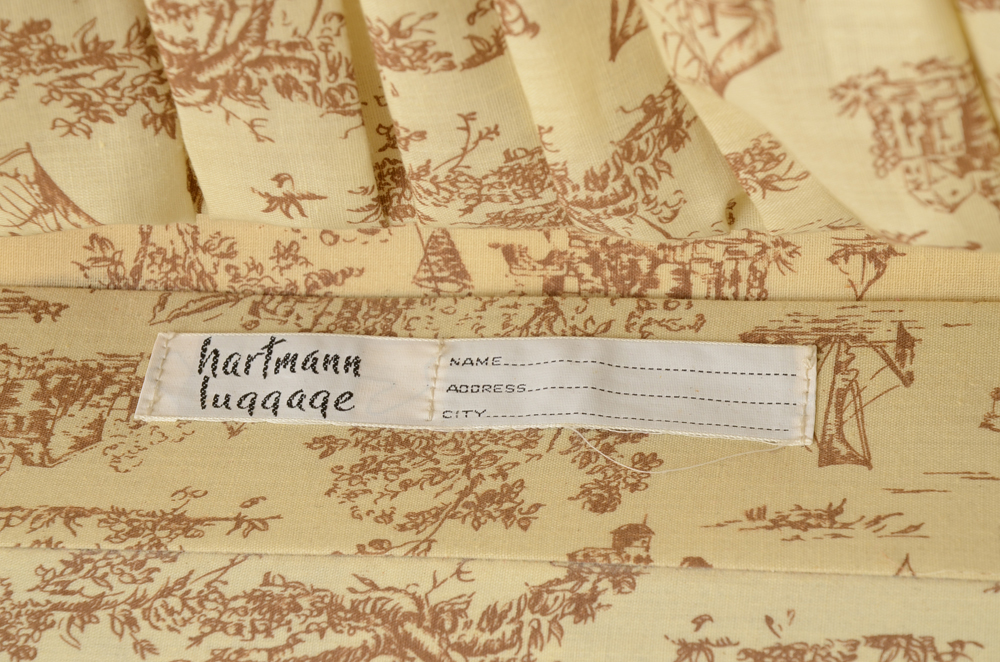 hartmann
luggage
NAME
ADDRESS
CITY